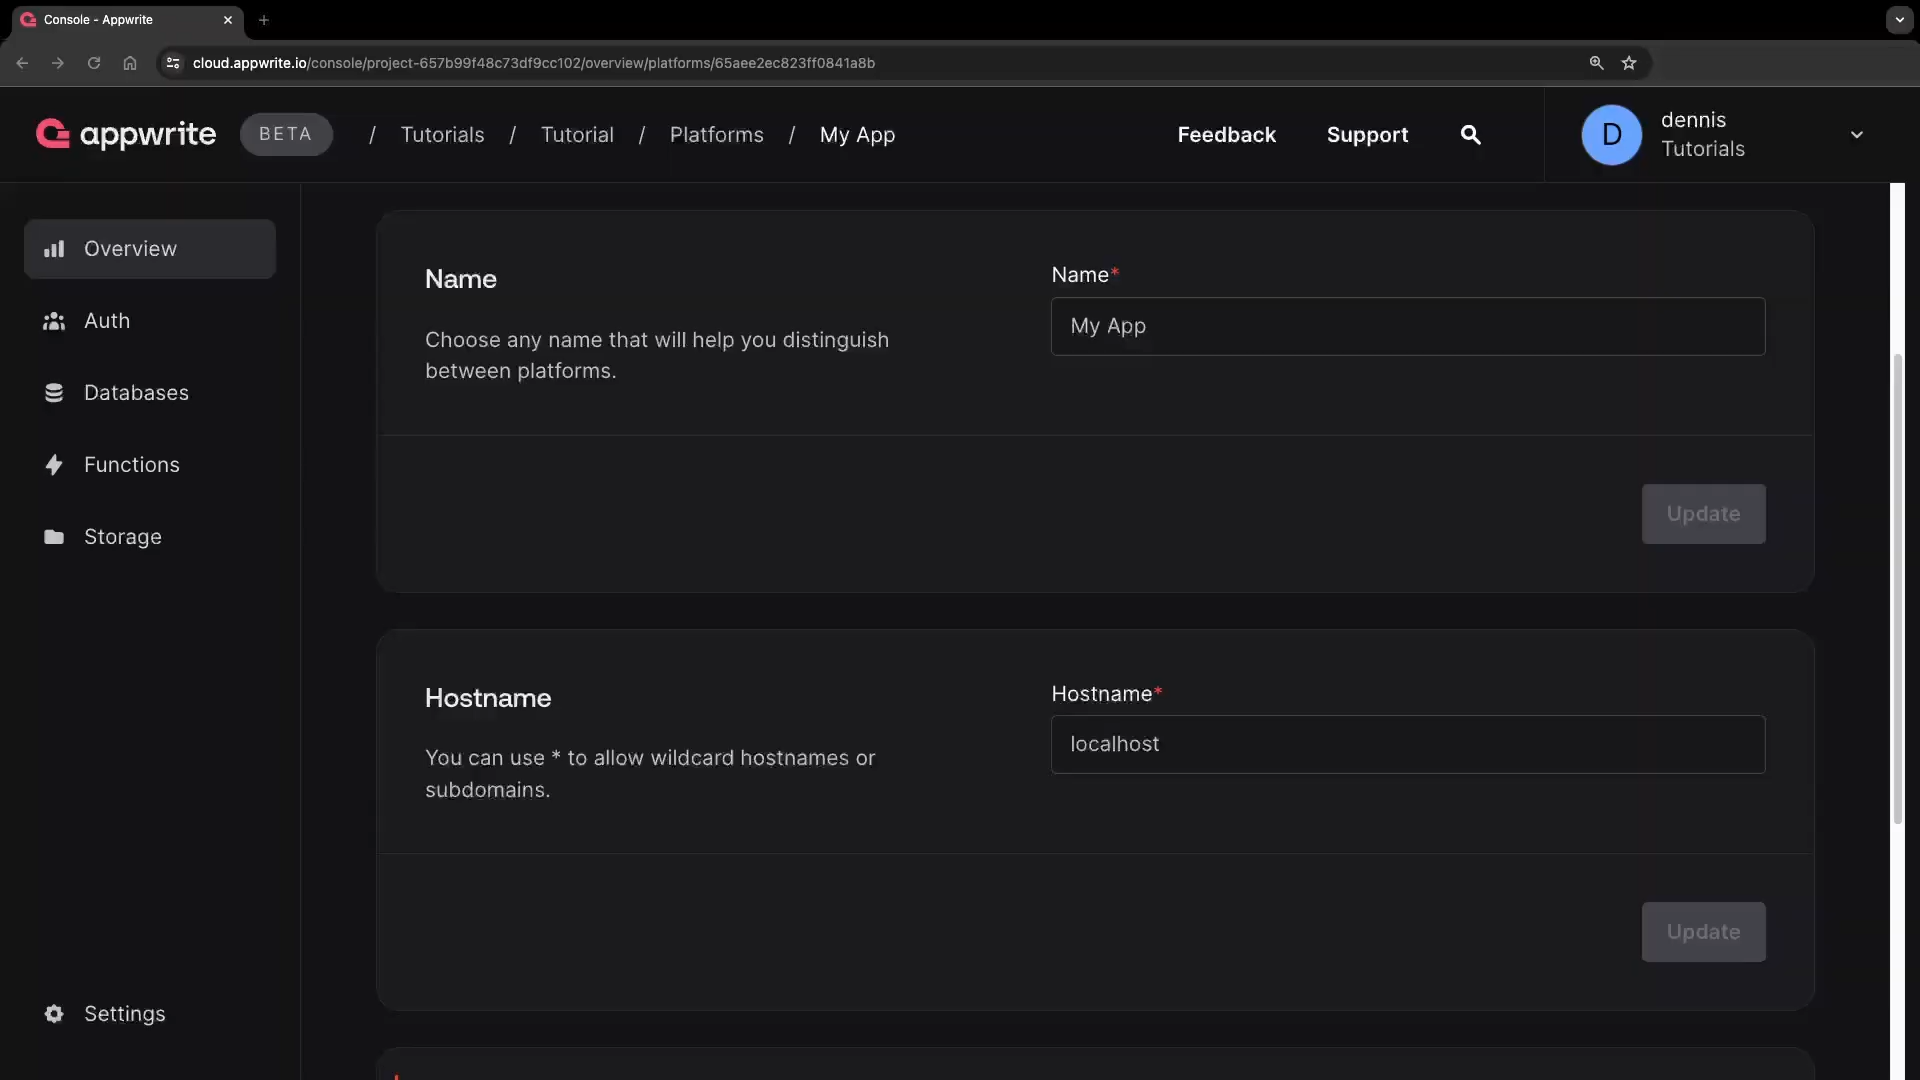 Console - Appwrite
cloud.appwrite.io/console/project-657b99f48c73df9cc102/overview/platforms/65aee2ec823ff0841a8b
appwrite BETA / Tutorials / Tutorial / Platforms / My App Feedback Support D dennis
Tutorials
Overview
Auth
Databases
Functions
Storage
Settings
Name
Choose any name that will help you distinguish
between platforms.
Name*
My App
Update
Hostname
You can use * to allow wildcard hostnames or
subdomains.
Hostname*
localhost
Update